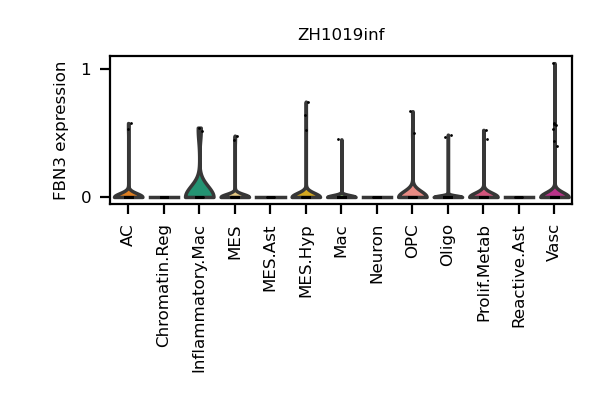 ZH1019inf
FBN3 expression
1
0
AC
Chromatin.Reg
Inflammatory.Mac
MES
MES.Ast
MES.Hyp
Mac
Neuron
OPC
Oligo
Prolif.Metab
Reactive.Ast
Vasc